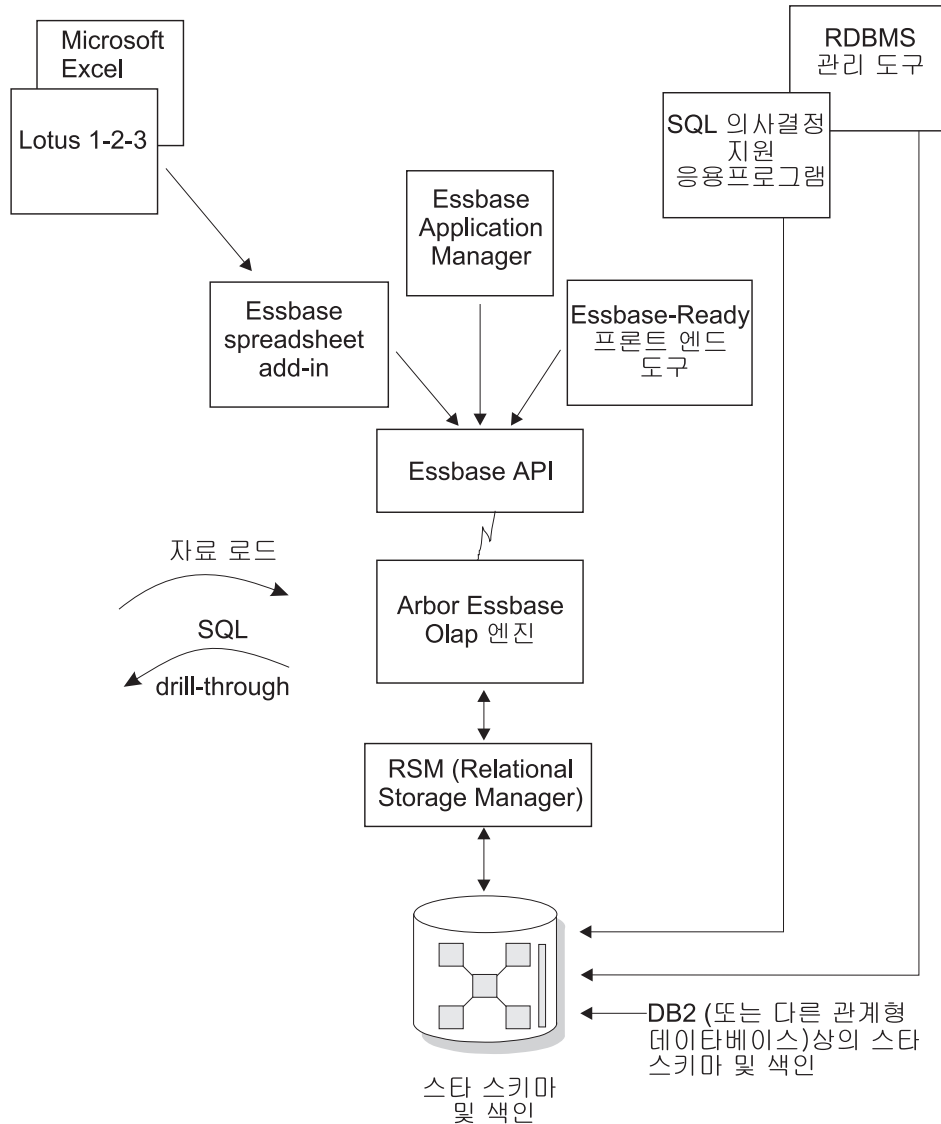 Microsoft
Excel
Lotus 1-2-3
RDBMS
관리 도구
SQL 의사결정
지원
응용프로그램
Essbase
Application
Manager
Essbase
spreadsheet
add-in
Essbase-Ready
프론트 엔드
도구
Essbase API
자료 로드
SQL
drill-through
Arbor Essbase
Olap 엔진
RSM (Relational
Storage Manager)
DB2 (또는 다른 관계형
데이타베이스)상의 스타
스키마 및 색인
스타 스키마
및 색인